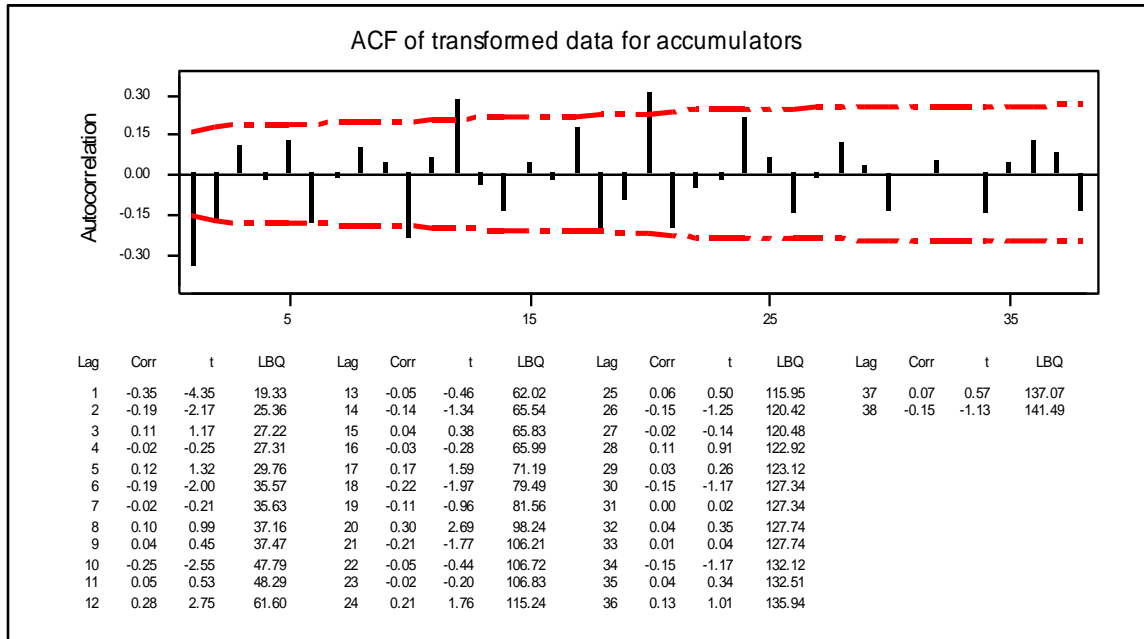 ACF of transformed data for accumulators
Autocorrelation
0.30
0.15
0.00
-0.15
-0.30
5 15 25 35
Lag Corr t LBQ Lag Corr t LBQ Lag Corr t LBQ Lag Corr t LBQ
1 -0.35 -4.35 19.33 13 -0.05 -0.46 62.02 25 0.06 0.50 115.95 37 0.07 0.57 137.07
2 -0.19 -2.17 25.36 14 -0.14 -1.34 65.54 26 -0.15 -1.25 120.42 38 -0.15 -1.13 141.49
3 0.11 1.17 27.22 15 0.04 0.38 65.83 27 -0.02 -0.14 120.48
4 -0.02 -0.25 27.31 16 -0.03 -0.28 65.99 28 0.11 0.91 122.92
5 0.12 1.32 29.76 17 0.17 1.59 71.19 29 0.03 0.26 123.12
6 -0.19 -2.00 35.57 18 -0.22 -1.97 79.49 30 -0.15 -1.17 127.34
7 -0.02 -0.21 35.63 19 -0.11 -0.96 81.56 31 0.00 0.02 127.34
8 0.10 0.99 37.16 20 0.30 2.69 98.24 32 0.04 0.35 127.74
9 0.04 0.45 37.47 21 -0.21 -1.77 106.21 33 0.01 0.04 127.74
10 -0.25 -2.55 47.79 22 -0.05 -0.44 106.72 34 -0.15 -1.17 132.12
11 0.05 0.53 48.29 23 -0.02 -0.20 106.83 35 0.04 0.34 132.51
12 0.28 2.75 61.60 24 0.21 1.76 115.24 36 0.13 1.01 135.94